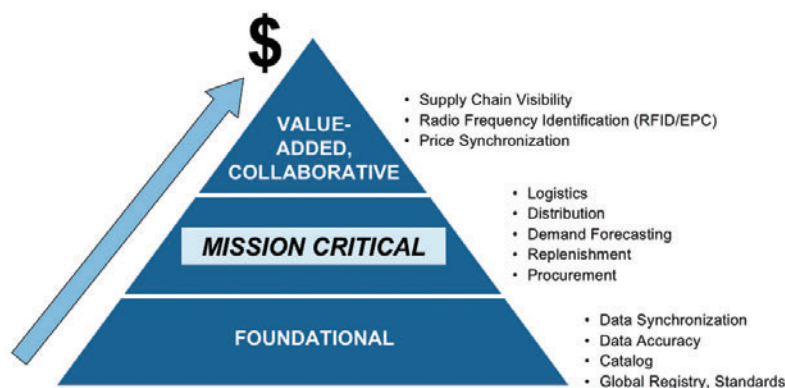 $
VALUE-
ADDED,
COLLABORATIVE
• Supply Chain Visibility
• Radio Frequency Identification (RFID/EPC)
• Price Synchronization
MISSION CRITICAL
• Logistics
• Distribution
• Demand Forecasting
• Replenishment
• Procurement
FOUNDATIONAL
• Data Synchronization
• Data Accuracy
• Catalog
• Global Registry, Standards